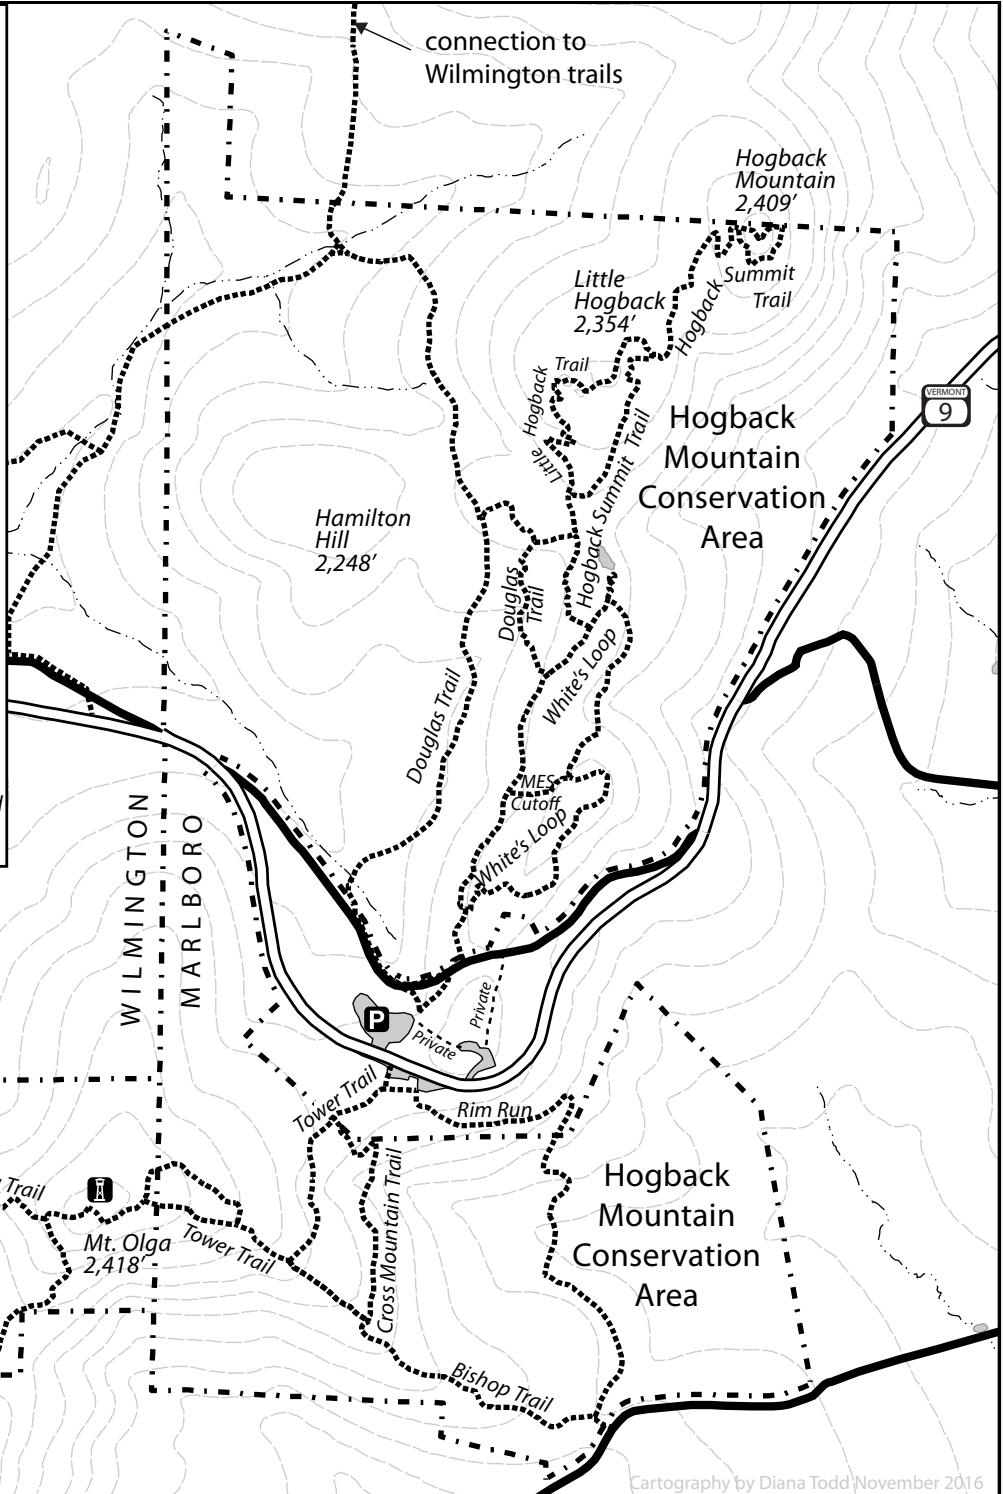 connection to
Wilmington trails
Hogback
Mountain
2,409′
Summit
Trail
Little
Hogback
2,354′
Hogback
Trail
Little Hogback
VERMONT
9
Hogback
Mountain
Conservation
Area
Hogback Summit Trail
Hamilton
Hill
2,248′
Douglas
Trail
White's Loop
Douglas Trail
MES
Cutoff
White's Loop
WILMINGTON
MARLBORO
Private
P
Private
Tower Trail
Rim Run
Cross Mountain Trail
Hogback
Mountain
Conservation
Area
Trail
Mt. Olga
2,418′
Tower Trail
Bishop Trail
Cartography by Diana Todd November 2016